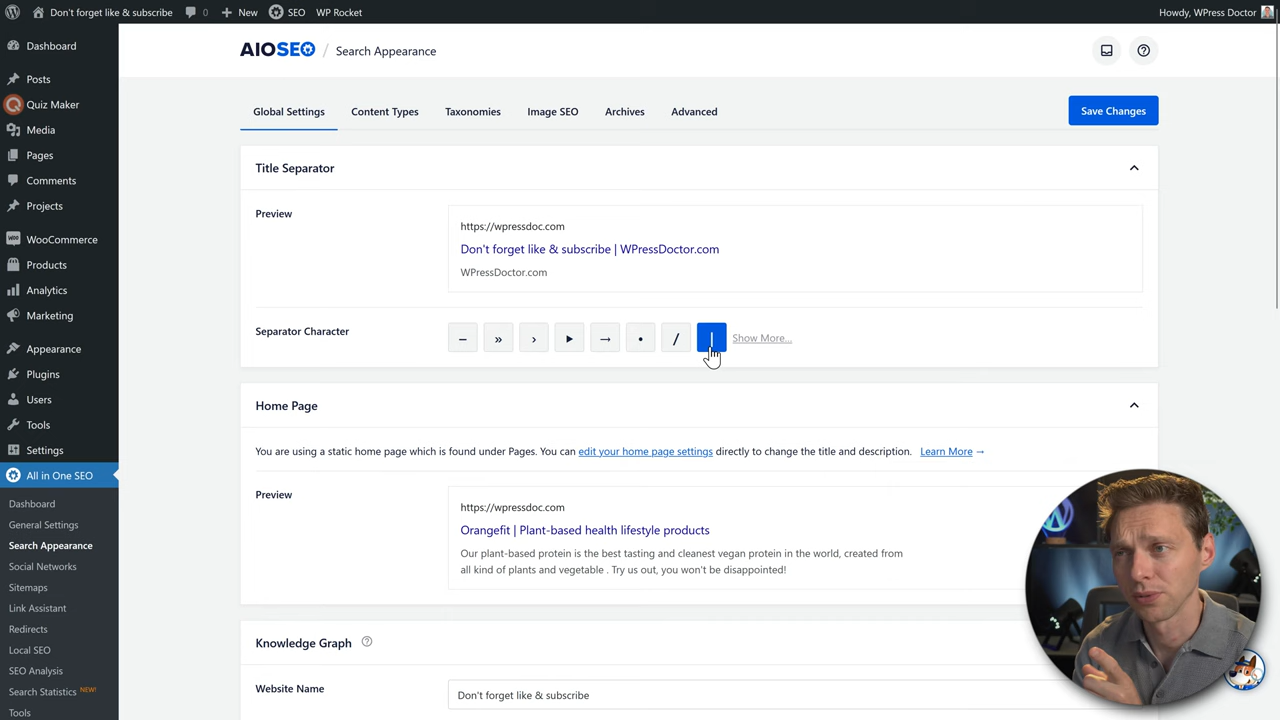 Don't forget like & subscribe
0
New
SEO
WP Rocket
Howdy, WPress Doctor
Dashboard
Posts
Quiz Maker
Media
Pages
Comments
Projects
WooCommerce
Products
Analytics
Marketing
Appearance
Plugins
Users
Tools
Settings
All in One SEO
Dashboard
General Settings
Search Appearance
Social Networks
Sitemaps
Link Assistant
Redirects
Local SEO
SEO Analysis
Search Statistics NEW!
Tools
AIOSEO / Search Appearance
Global Settings
Content Types
Taxonomies
Image SEO
Archives
Advanced
Save Changes
Title Separator
Preview
https://wpressdoc.com
Don't forget like & subscribe | WPressDoctor.com
WPressDoctor.com
Separator Character
– » › ▸ → • / |
Show More...
Home Page
You are using a static home page which is found under Pages. You can edit your home page settings directly to change the title and description. Learn More →
Preview
https://wpressdoc.com
Orangefit | Plant-based health lifestyle products
Our plant-based protein is the best tasting and cleanest vegan protein in the world, created from
all kind of plants and vegetable . Try us out, you won't be disappointed!
Knowledge Graph
Website Name
Don't forget like & subscribe